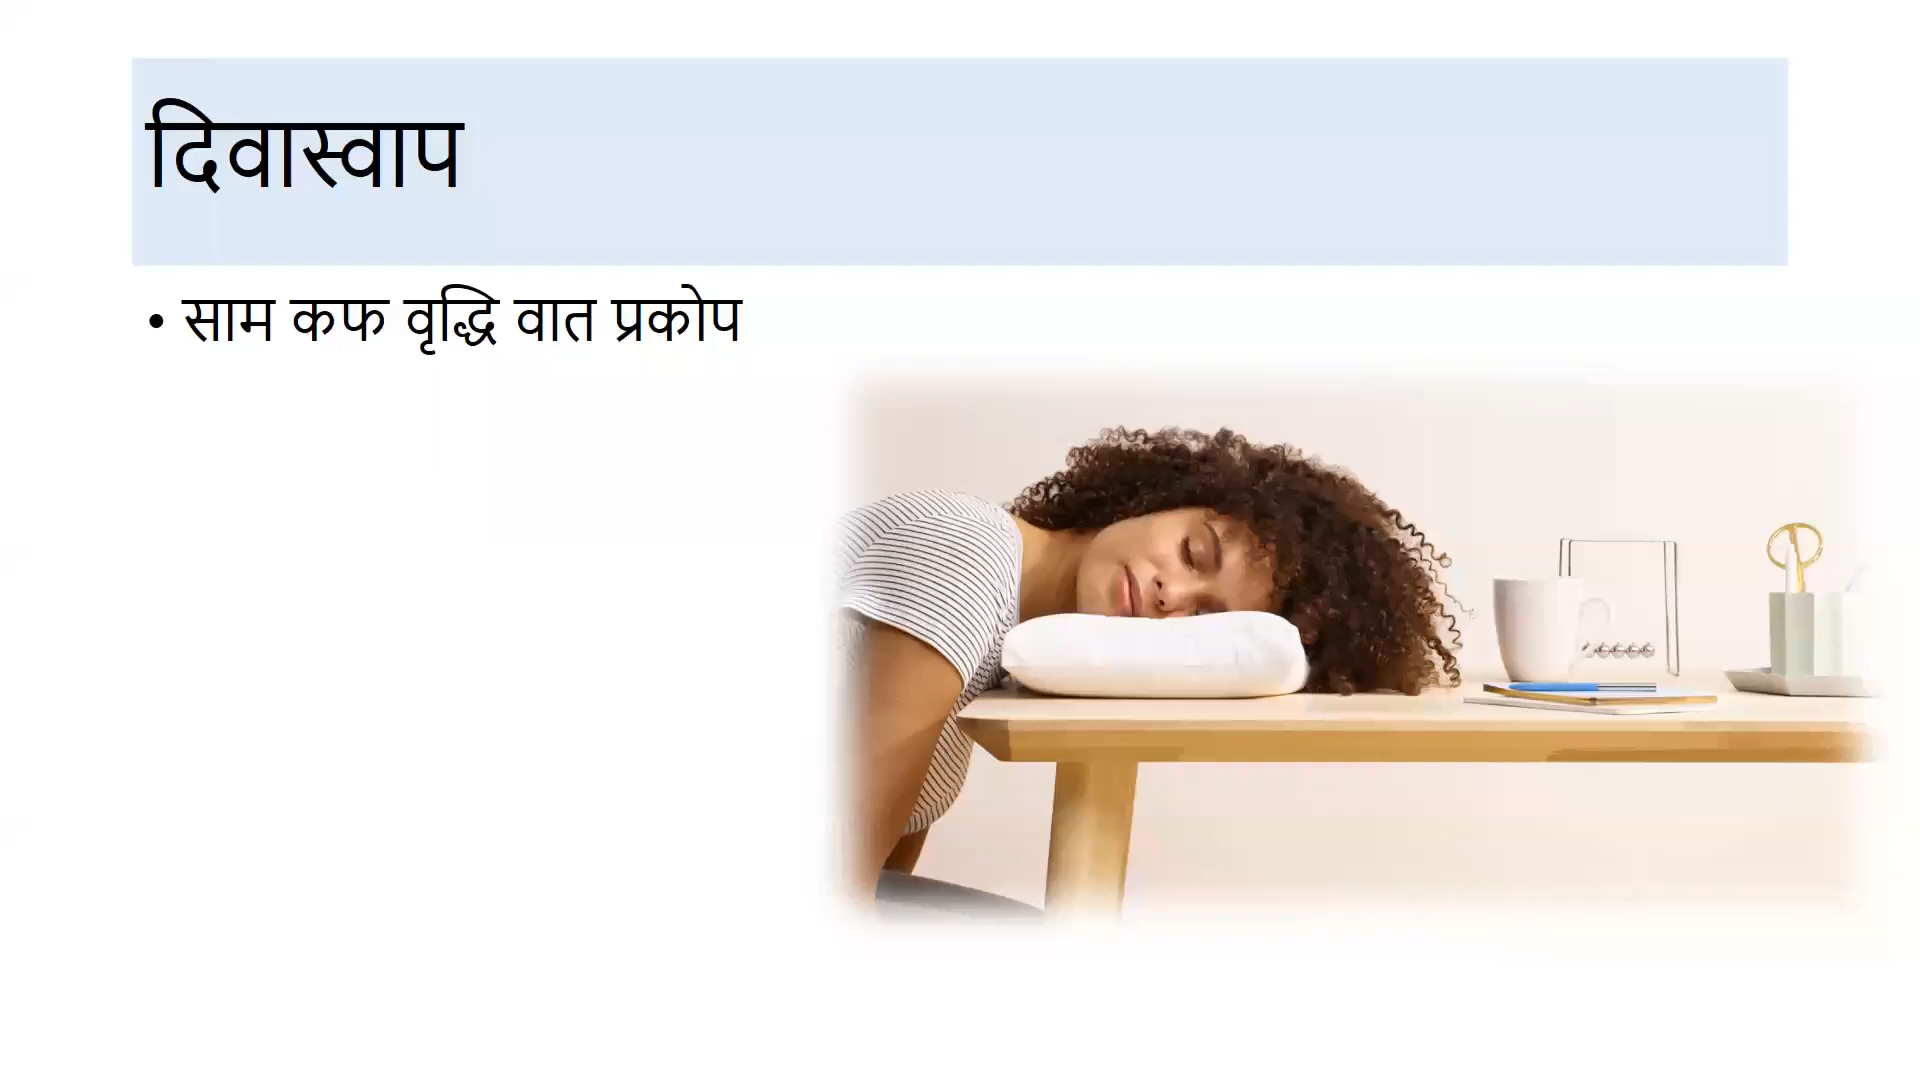 दिवास्वाप
• साम कफ वृद्धि वात प्रकोप